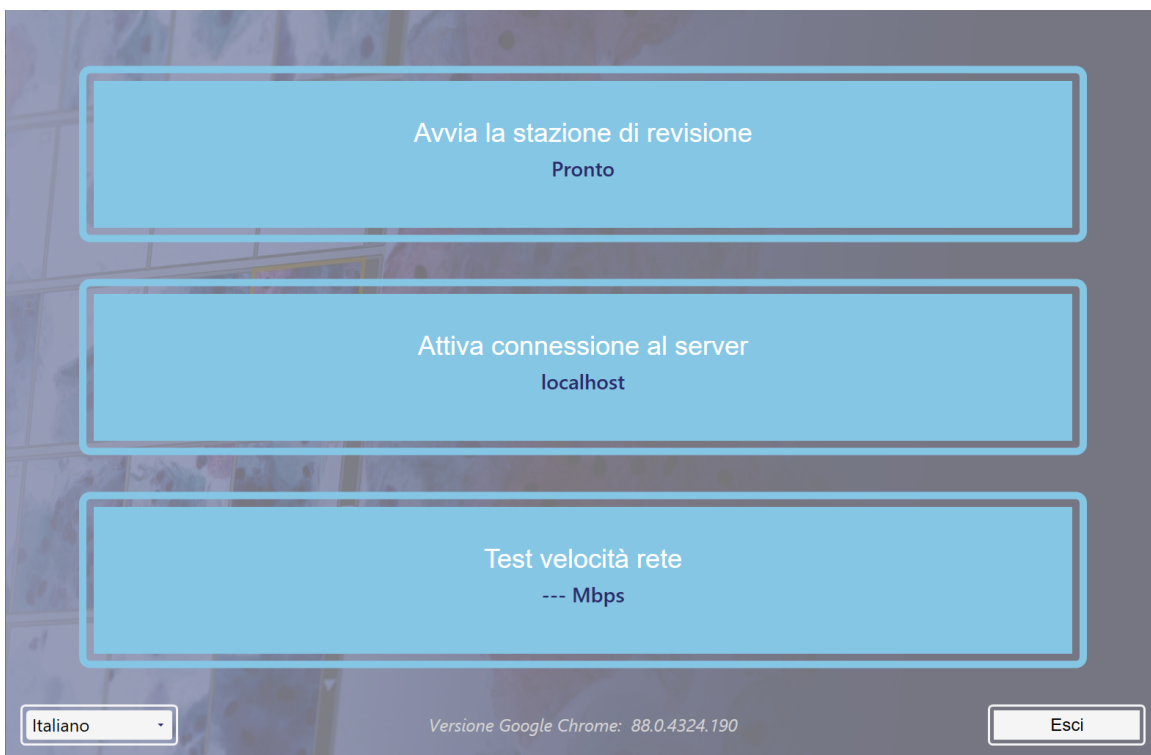 Avvia la stazione di revisione
Pronto
Attiva connessione al server
localhost
Test velocità rete
--- Mbps
Italiano
Versione Google Chrome: 88.0.4324.190
Esci